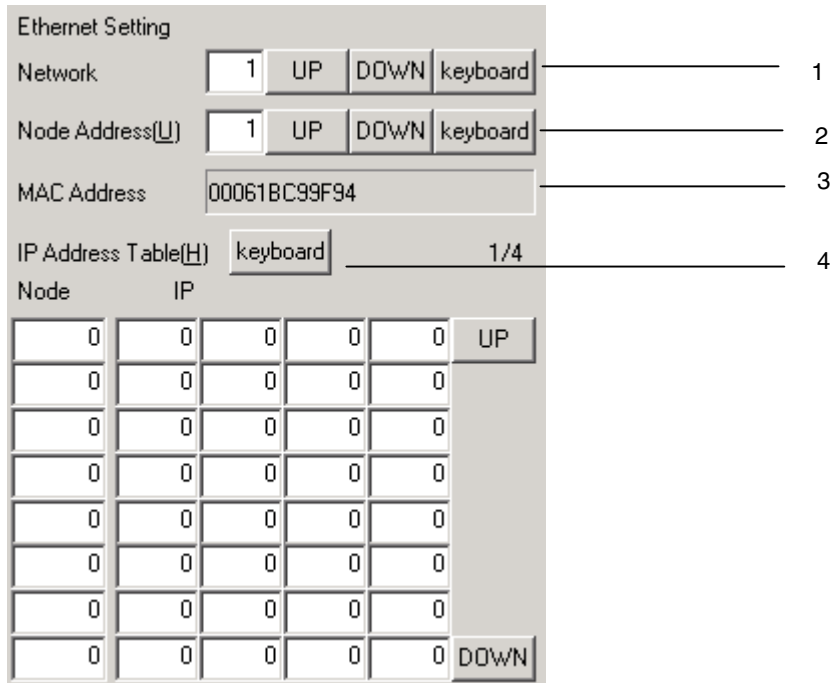 Ethernet Setting
Network 1 UP DOWN keyboard 1
Node Address(U) 1 UP DOWN keyboard 2
MAC Address 00061BC99F94 3
IP Address Table(H) keyboard 1/4 4
Node IP
0 0 0 0 0 UP
0 0 0 0 0
0 0 0 0 0
0 0 0 0 0
0 0 0 0 0
0 0 0 0 0
0 0 0 0 0
0 0 0 0 0 DOWN